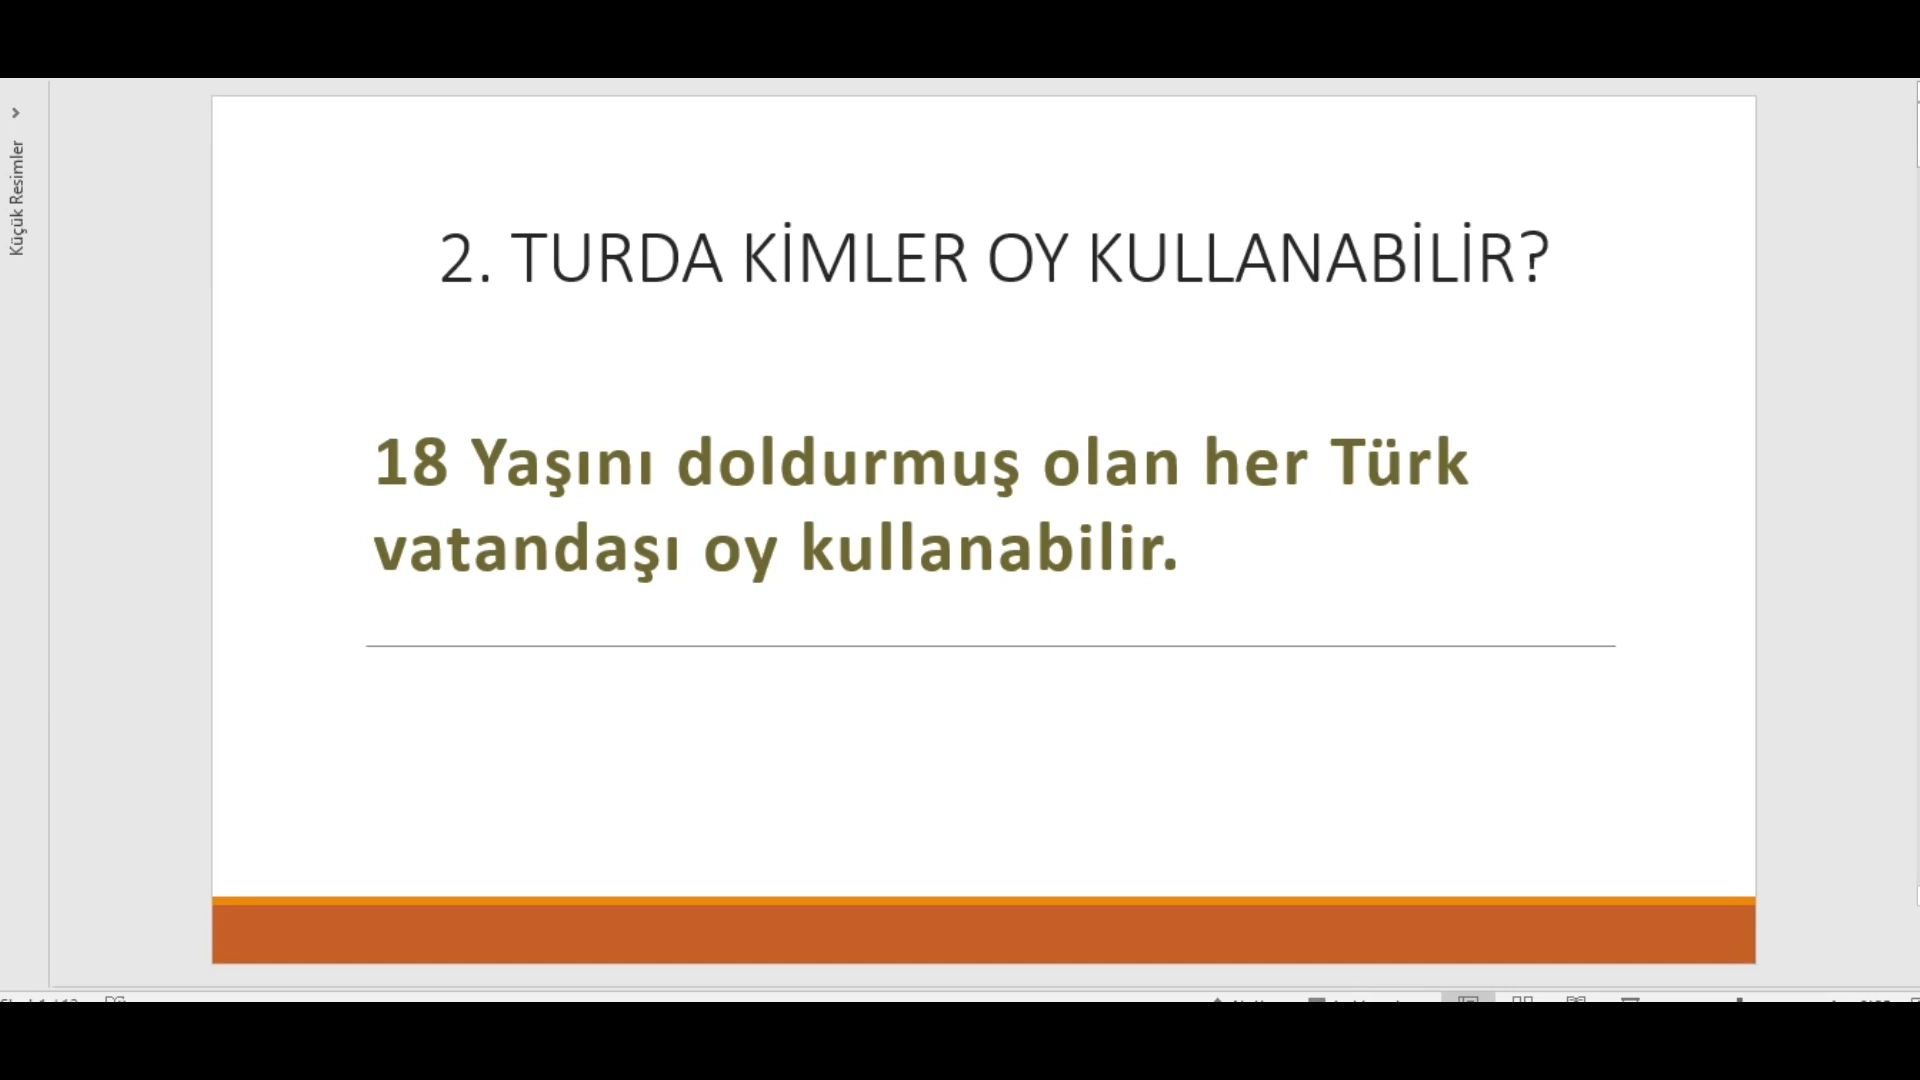 Küçük Resimler
2. TURDA KİMLER OY KULLANABİLİR?
18 Yaşını doldurmuş olan her Türk
vatandaşı oy kullanabilir.